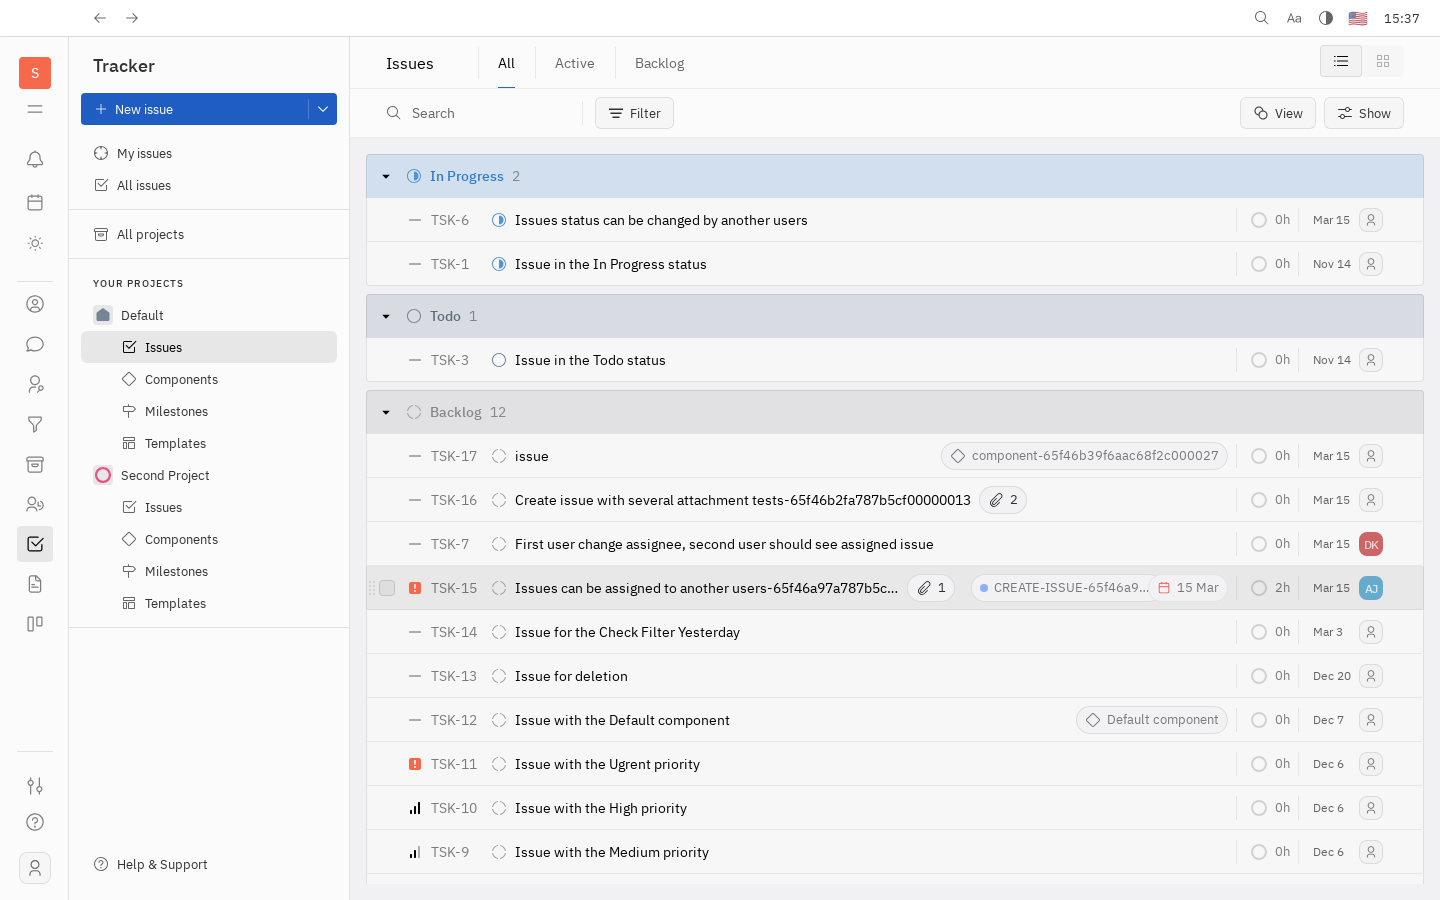 Aa
15:37
S
Tracker
New issue
My issues
All issues
All projects
YOUR PROJECTS
Default
Issues
Components
Milestones
Templates
Second Project
Issues
Components
Milestones
Templates
Help & Support
Issues
All
Active
Backlog
Search
Filter
View
Show
In Progress 2
TSK-6 Issues status can be changed by another users 0h Mar 15
TSK-1 Issue in the In Progress status 0h Nov 14
Todo 1
TSK-3 Issue in the Todo status 0h Nov 14
Backlog 12
TSK-17 issue component-65f46b39f6aac68f2c000027 0h Mar 15
TSK-16 Create issue with several attachment tests-65f46b2fa787b5cf00000013 2 0h Mar 15
TSK-7 First user change assignee, second user should see assigned issue 0h Mar 15 DK
TSK-15 Issues can be assigned to another users-65f46a97a787b5c... 1 CREATE-ISSUE-65f46a9... 15 Mar 2h Mar 15 AJ
TSK-14 Issue for the Check Filter Yesterday 0h Mar 3
TSK-13 Issue for deletion 0h Dec 20
TSK-12 Issue with the Default component Default component 0h Dec 7
TSK-11 Issue with the Ugrent priority 0h Dec 6
TSK-10 Issue with the High priority 0h Dec 6
TSK-9 Issue with the Medium priority 0h Dec 6